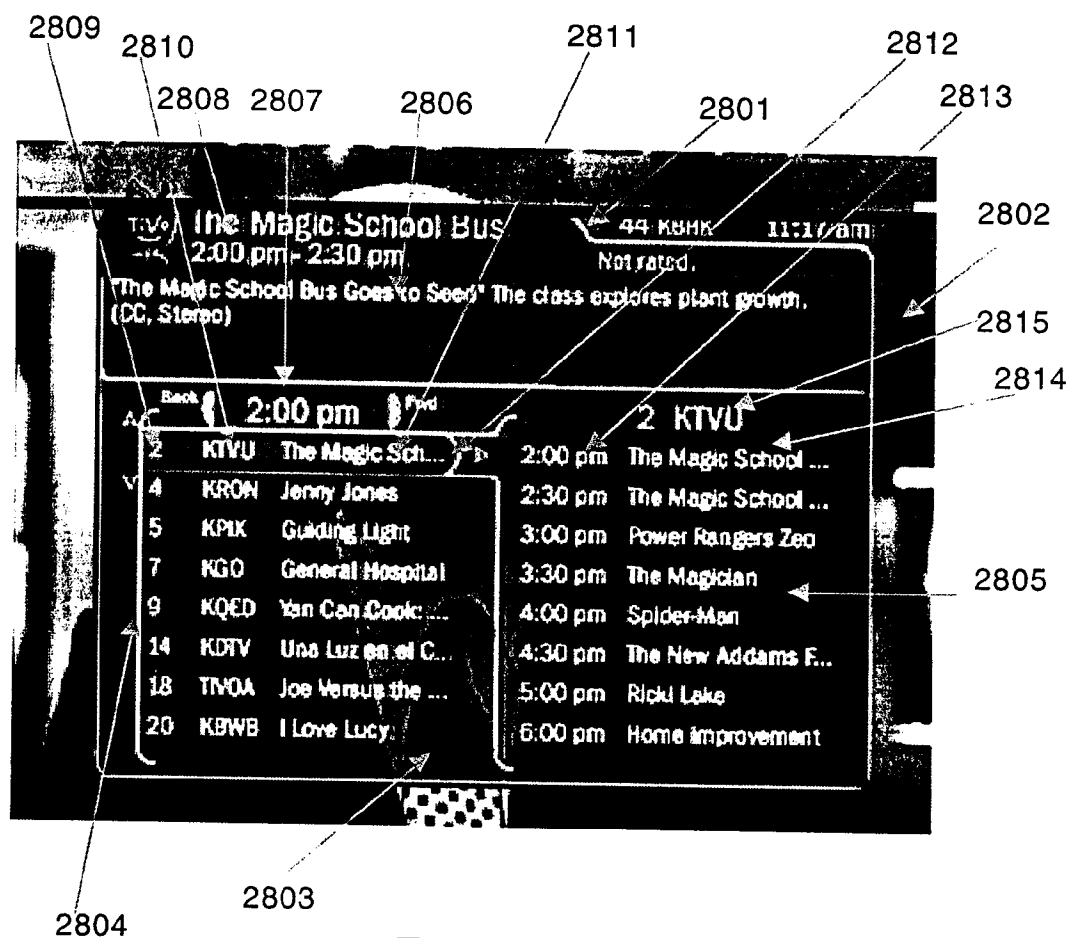 2809 2810 2811 2812
2808 2807 2806 2801 2813
2802
TiVo The Magic School Bus 44 KBHK 11:17 am
2:00 pm - 2:30 pm Not rated.
"The Magic School Bus Goes to Seed" The class explores plant growth.
(CC, Stereo)
2815
2814
Back 2:00 pm Fwd 2 KTVU
2 KTVU The Magic Sch... 2:00 pm The Magic School ...
4 KRON Jenny Jones 2:30 pm The Magic School ...
5 KPIX Guiding Light 3:00 pm Power Rangers Zeo
7 KGO General Hospital 3:30 pm The Magician
2805
9 KQED Yan Can Cook: ... 4:00 pm Spider-Man
14 KDTV Una Luz en el C... 4:30 pm The New Addams F...
18 TIVOA Joe Versus the ... 5:00 pm Ricki Lake
20 KBWB I Love Lucy 6:00 pm Home Improvement
2803
2804